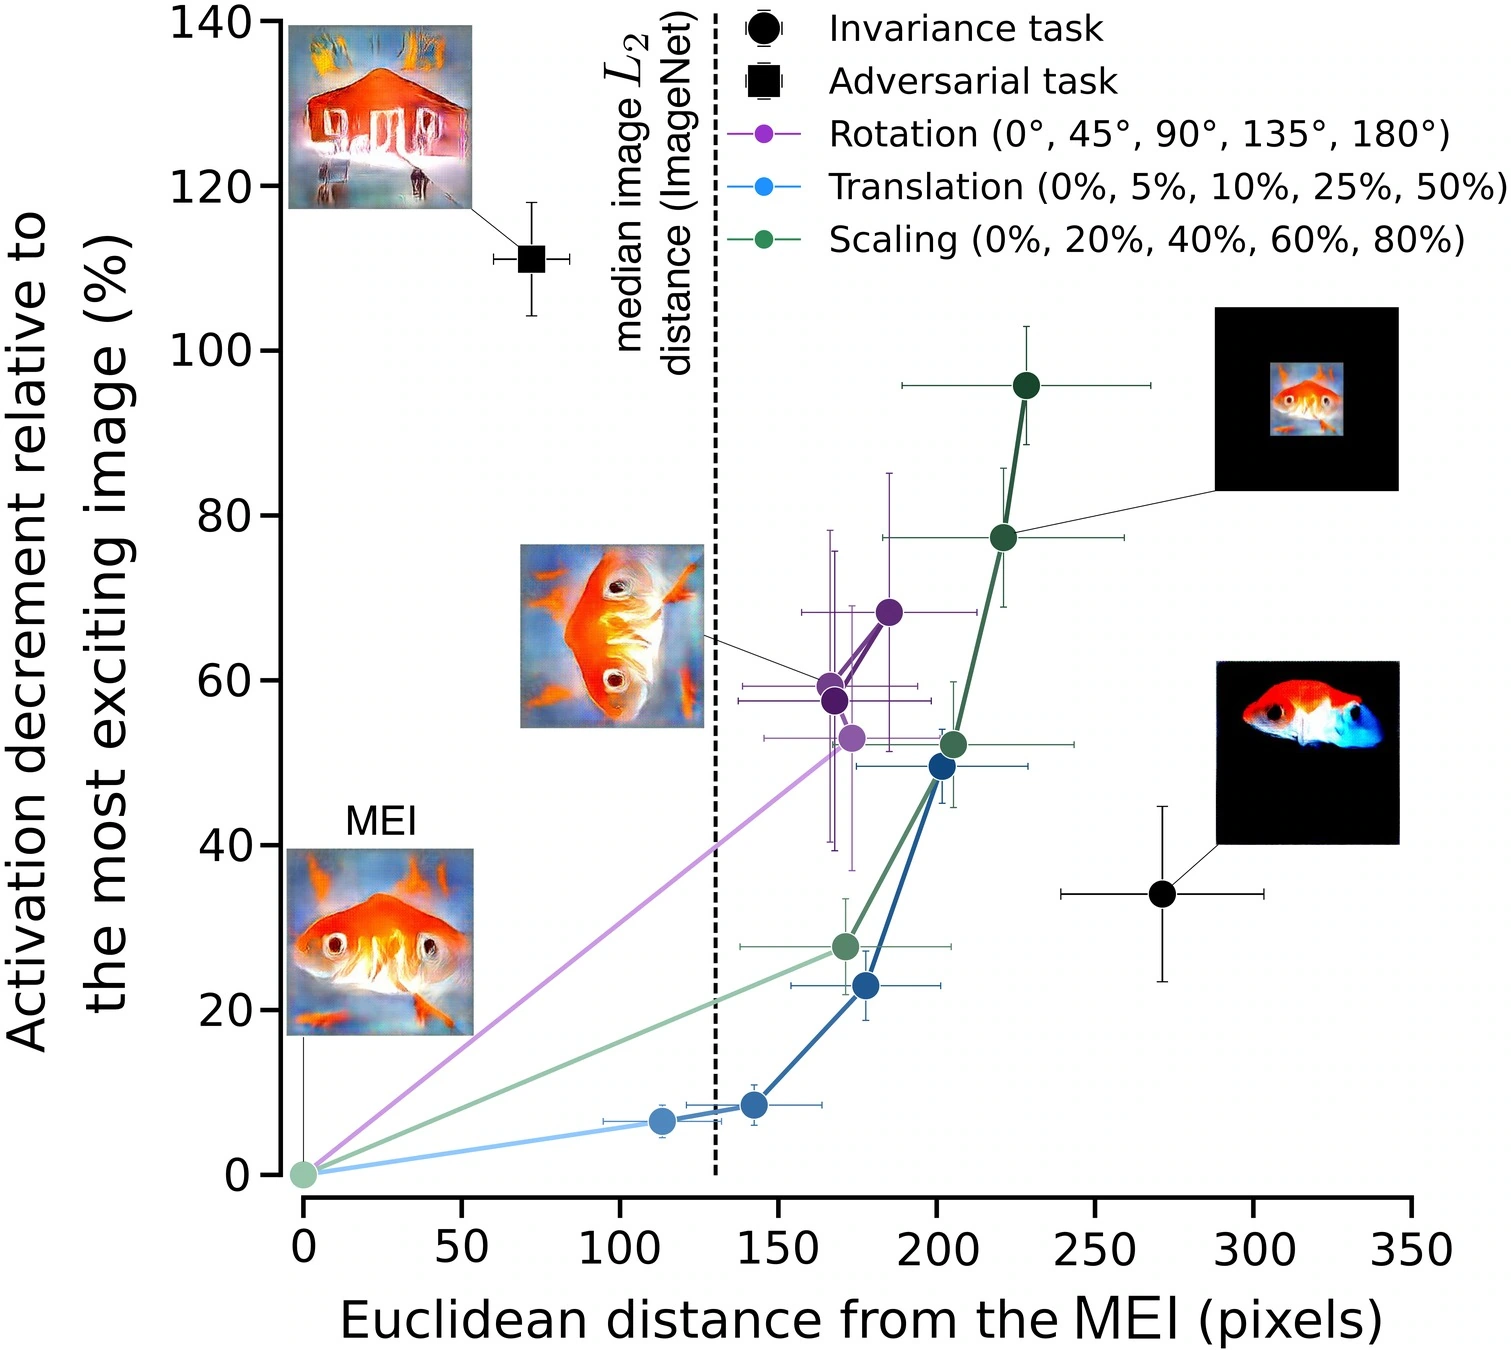 Activation decrement relative to
the most exciting image (%)
140
120
100
80
60
40
20
0
median image L2
distance (ImageNet)
Invariance task
Adversarial task
Rotation (0°, 45°, 90°, 135°, 180°)
Translation (0%, 5%, 10%, 25%, 50%)
Scaling (0%, 20%, 40%, 60%, 80%)
MEI
0 50 100 150 200 250 300 350
Euclidean distance from the MEI (pixels)